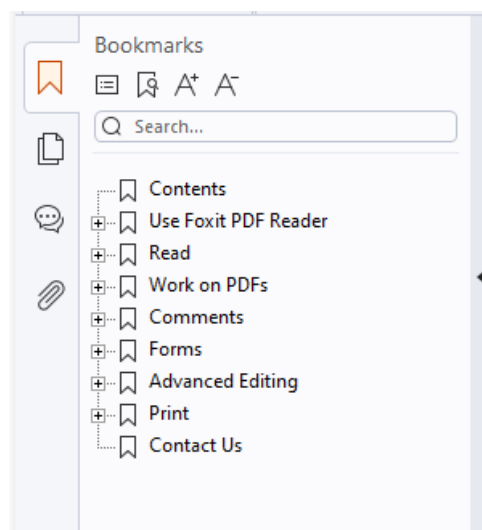 Bookmarks
Search...
Contents
Use Foxit PDF Reader
Read
Work on PDFs
Comments
Forms
Advanced Editing
Print
Contact Us